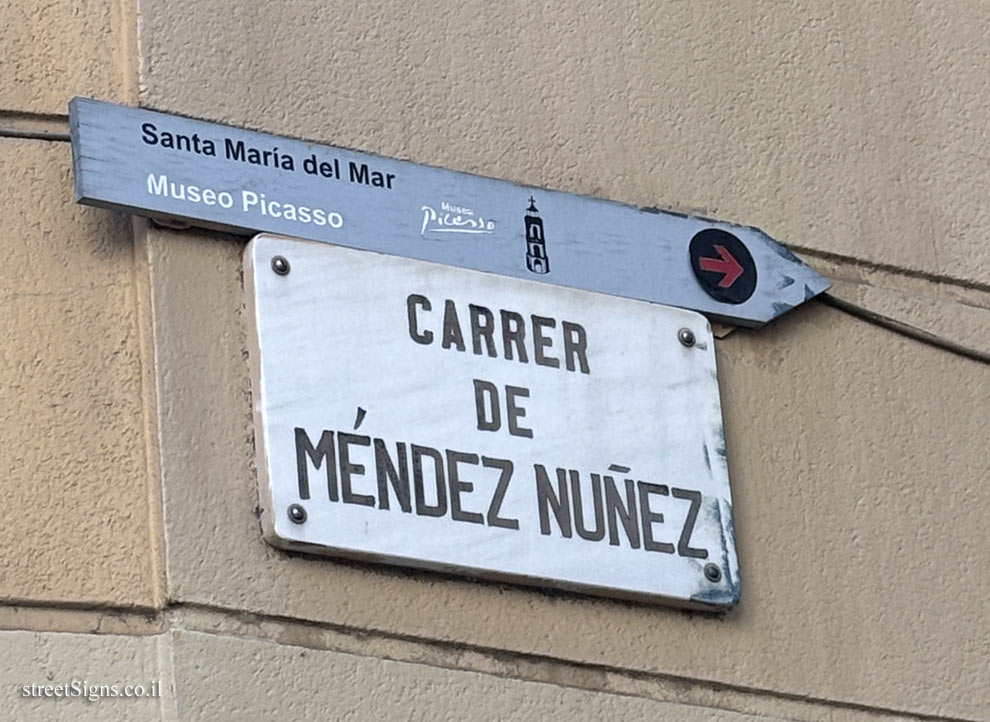 Santa María del Mar
Museo Picasso
Museu
Picasso
CARRER
DE
MÉNDEZ NUÑEZ
streetSigns.co.il